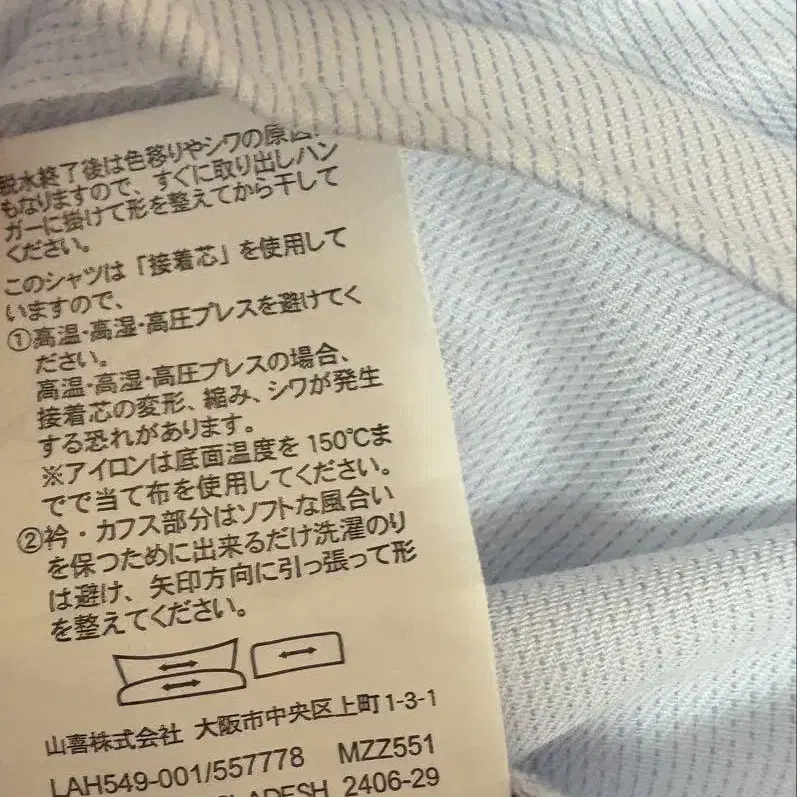 脱水終了後は色移りやシワの原因
もなりますので、すぐに取り出しハン
ガーに掛けて形を整えてから干して
ください。
このシャツは「接着芯」を使用して
いますので、
①高温・高湿・高圧プレスを避けてく
ださい。
高温・高湿・高圧プレスの場合、
接着芯の変形、縮み、シワが発生
する恐れがあります。
※アイロンは底面温度を150℃ま
でで当て布を使用してください。
②衿・カフス部分はソフトな風合い
を保つために出来るだけ洗濯のり
は避け、矢印方向に引っ張って形
を整えてください。
山喜株式会社 大阪市中央区上町1-3-1
LAH549-001/557778 MZZ551
GLADESH 2406-29